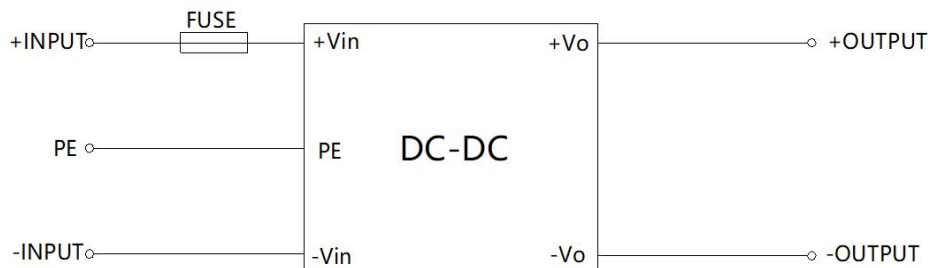 FUSE
+INPUT +Vin +Vo +OUTPUT
PE PE DC-DC
-INPUT -Vin -Vo -OUTPUT